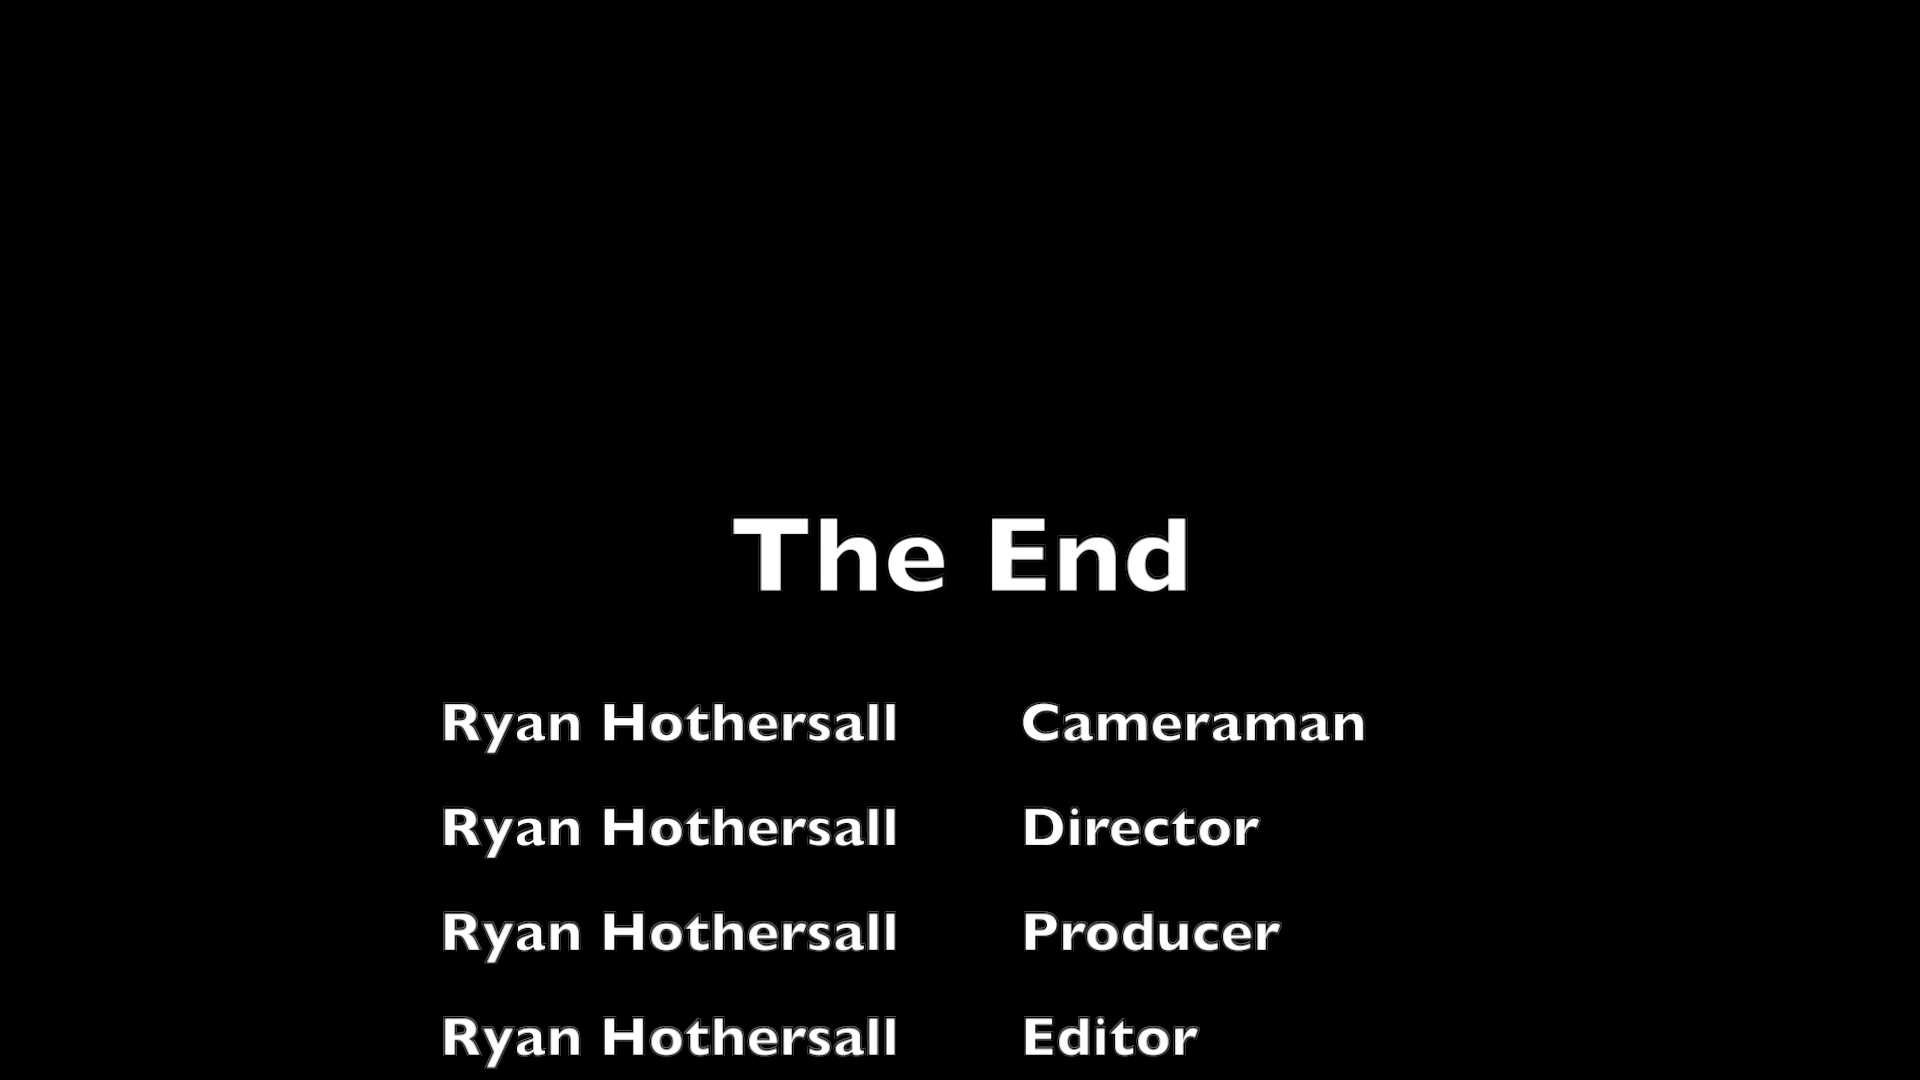 The End
Ryan Hothersall Cameraman
Ryan Hothersall Director
Ryan Hothersall Producer
Ryan Hothersall Editor